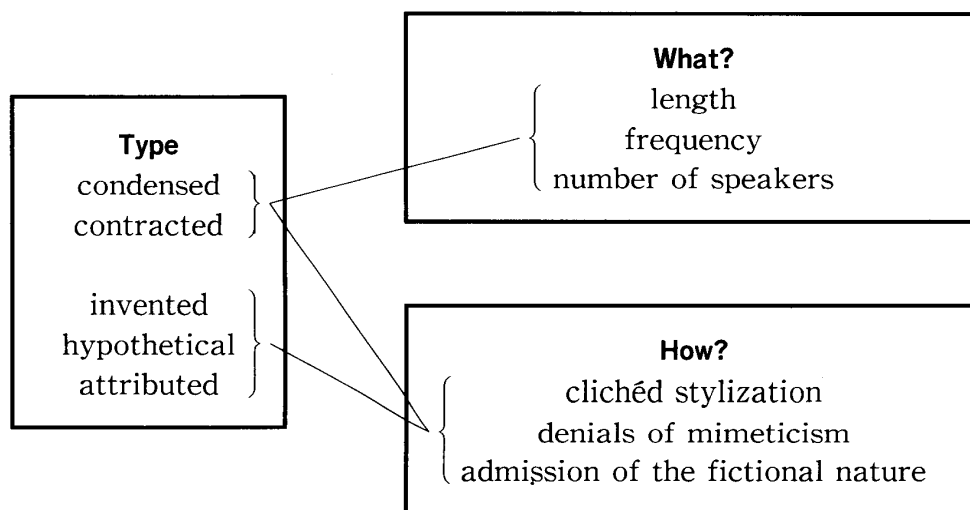 Type
condensed
contracted
invented
hypothetical
attributed
What?
length
frequency
number of speakers
How?
clichéd stylization
denials of mimeticism
admission of the fictional nature